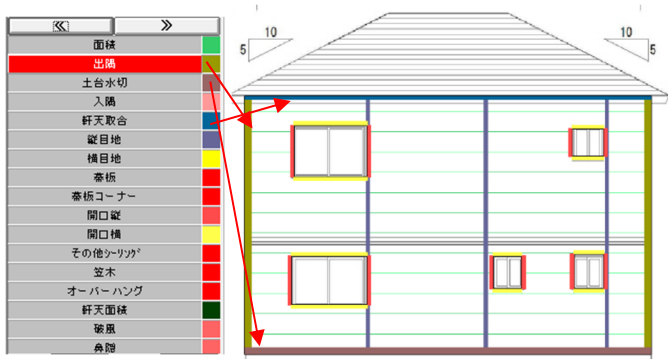 ≪ ≫
面積
出隅
土台水切
入隅
軒天取合
縦目地
横目地
幕板
幕板コーナー
開口縦
開口横
その他シーリング
笠木
オーバーハング
軒天面積
破風
鼻隠
10
5
10
5